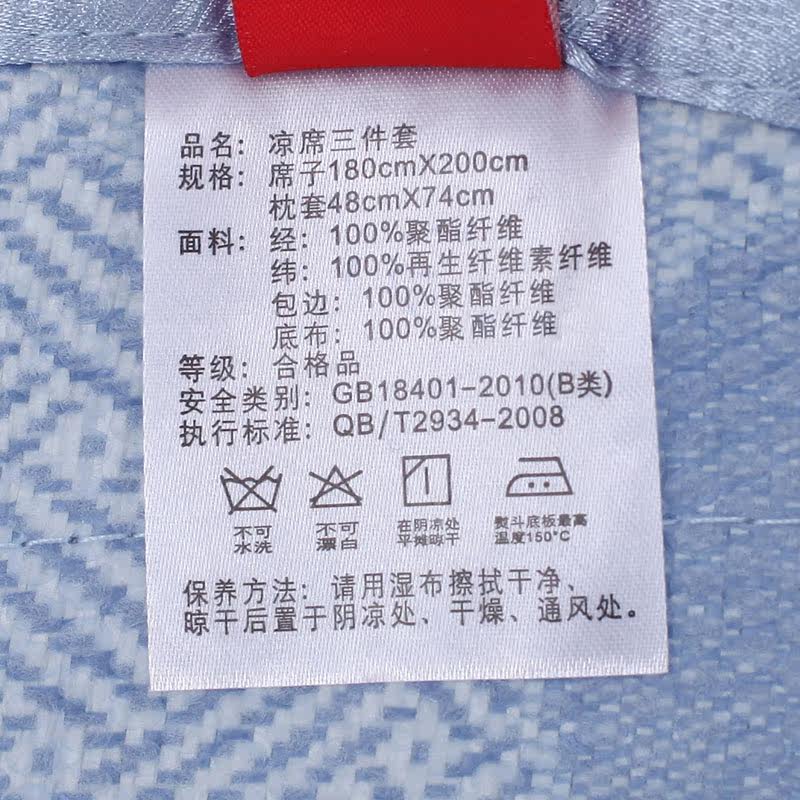 品名：凉席三件套
规格：席子180cmX200cm
枕套48cmX74cm
面料：经：100%聚酯纤维
纬：100%再生纤维素纤维
包边：100%聚酯纤维
底布：100%聚酯纤维
等级：合格品
安全类别：GB18401-2010(B类)
执行标准：QB/T2934-2008
不可水洗
不可漂白
在阴凉处平摊晾干
熨斗底板最高温度150°C
保养方法：请用湿布擦拭干净、
晾干后置于阴凉处、干燥、通风处。